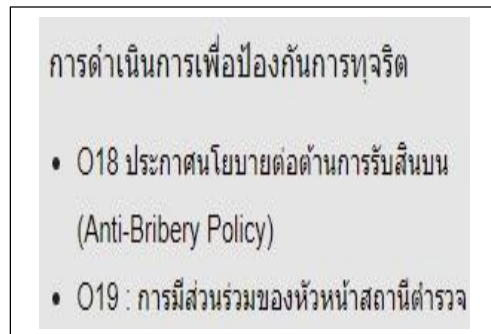 การดำเนินการเพื่อป้องกันการทุจริต
• O18 ประกาศนโยบายต่อต้านการรับสินบน
(Anti-Bribery Policy)
• O19 : การมีส่วนร่วมของหัวหน้าสถานีตำรวจ